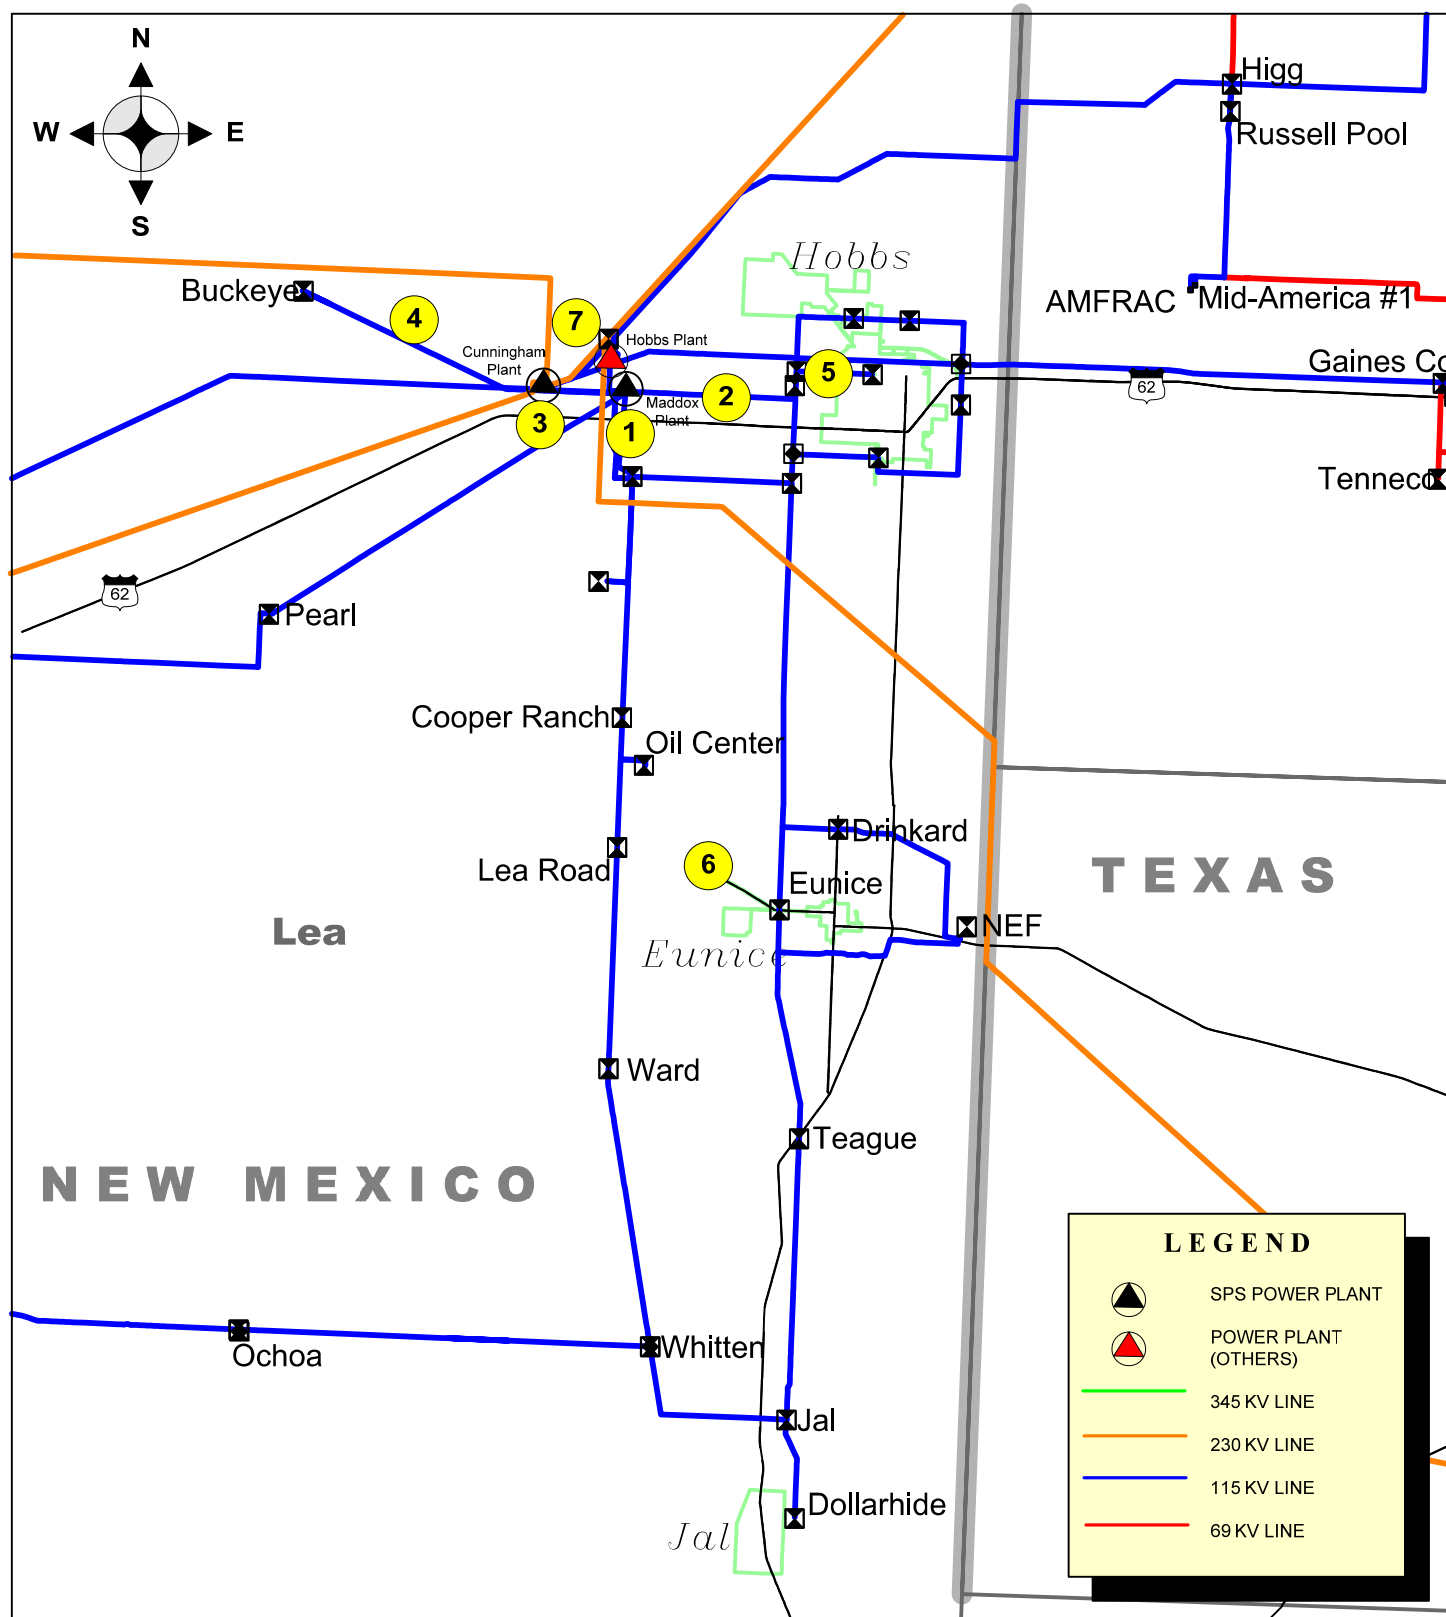 N
W
E
S
Higg
Russell Pool
Hobbs
Buckeye
AMFRAC
Mid-America #1
4
7
Hobbs Plant
Cunningham
Plant
Gaines Co
5
62
2
Maddox
Plant
3
1
Tenneco
62
Pearl
Cooper Ranch
Oil Center
Drinkard
Lea Road
6
Eunice
TEXAS
Lea
NEF
Eunice
Ward
Teague
NEW MEXICO
Ochoa
Whitten
Jal
Dollarhide
Jal
LEGEND
SPS POWER PLANT
POWER PLANT
(OTHERS)
345 KV LINE
230 KV LINE
115 KV LINE
69 KV LINE